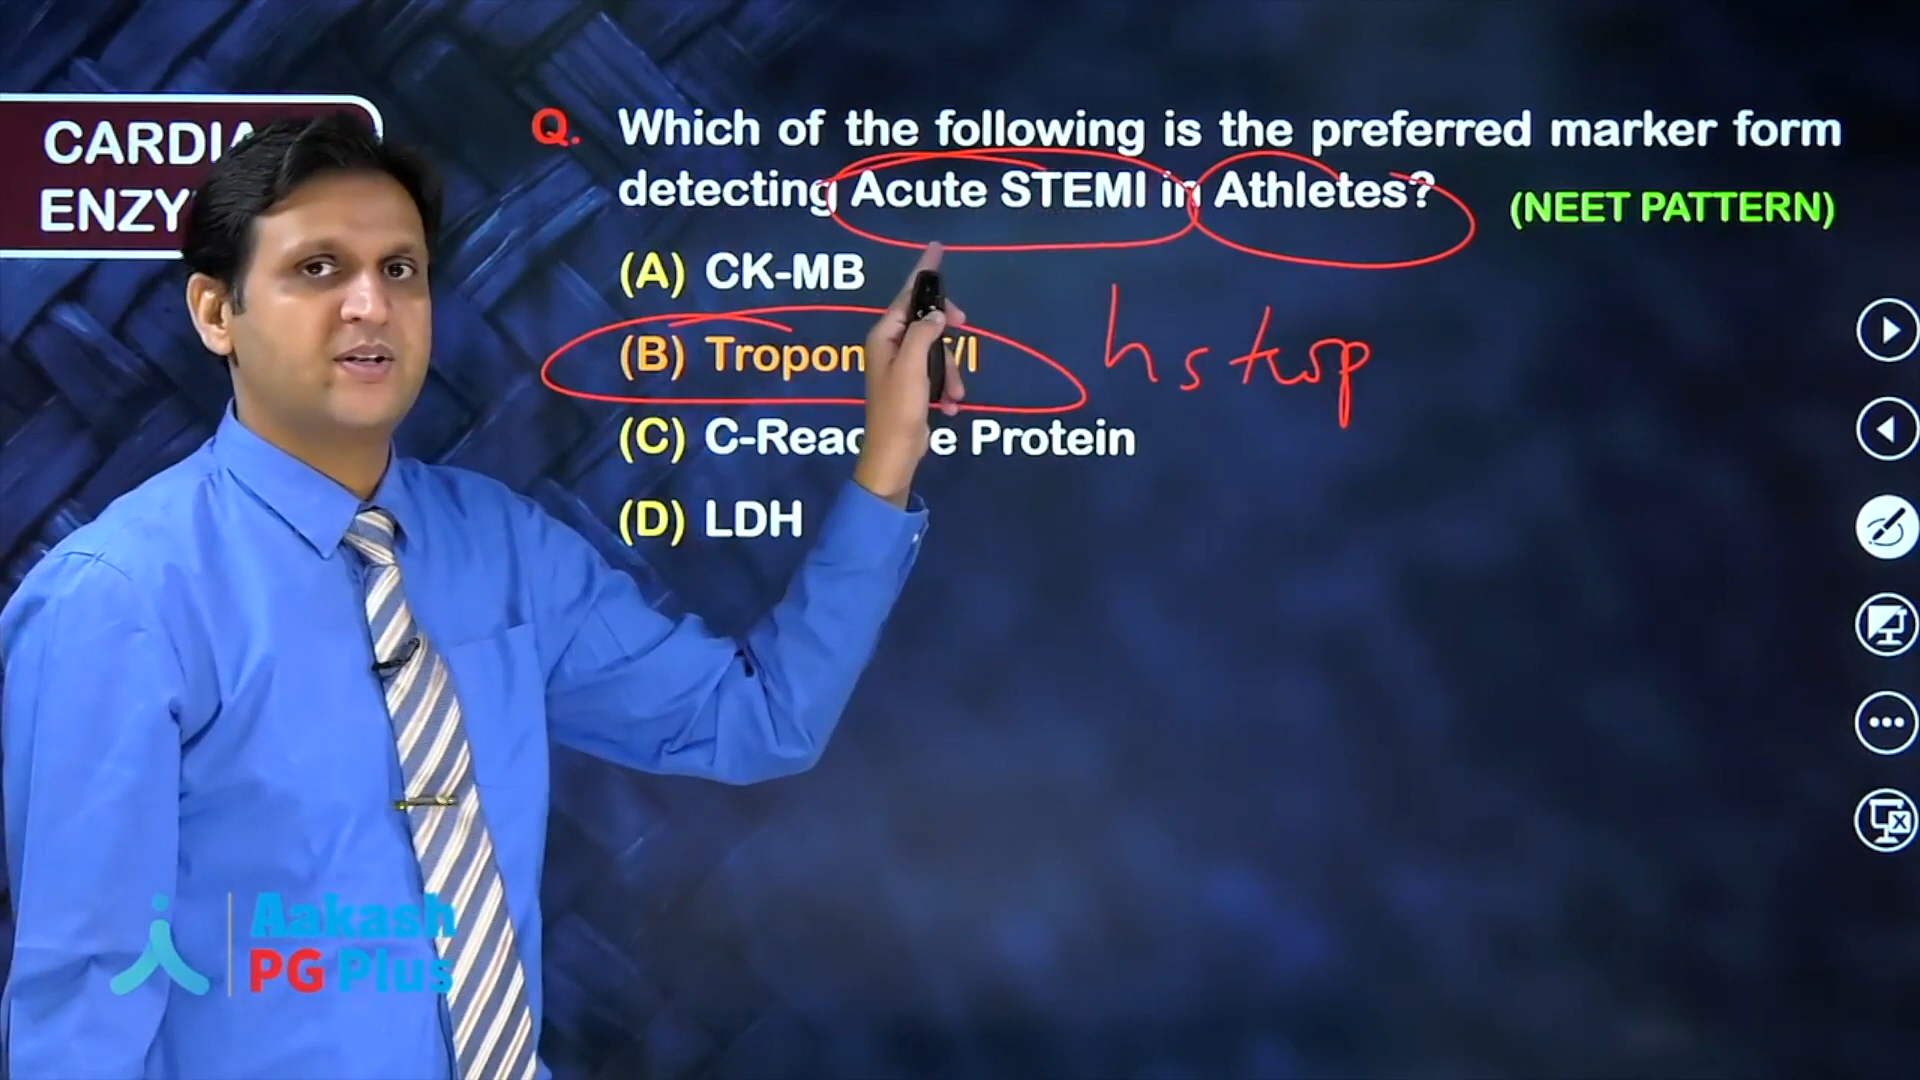 CARDIA
ENZY
Q. Which of the following is the preferred marker form
detecting Acute STEMI in Athletes?
(NEET PATTERN)
(A) CK-MB
(B) Tropon /I
(C) C-Reac e Protein
(D) LDH
hs trop
Aakash
PG Plus